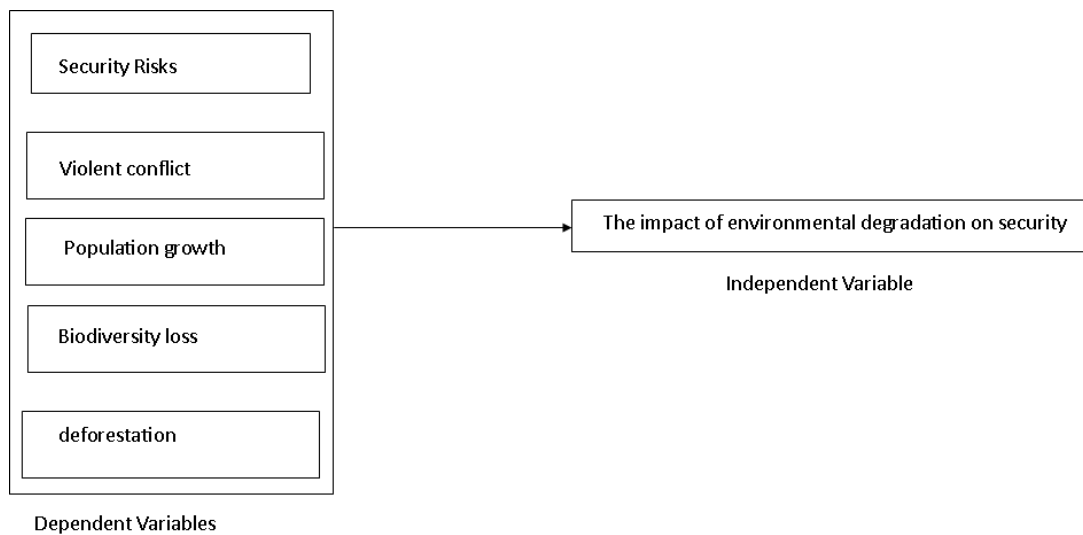 Security Risks
Violent conflict
Population growth
Biodiversity loss
deforestation
Dependent Variables
The impact of environmental degradation on security
Independent Variable